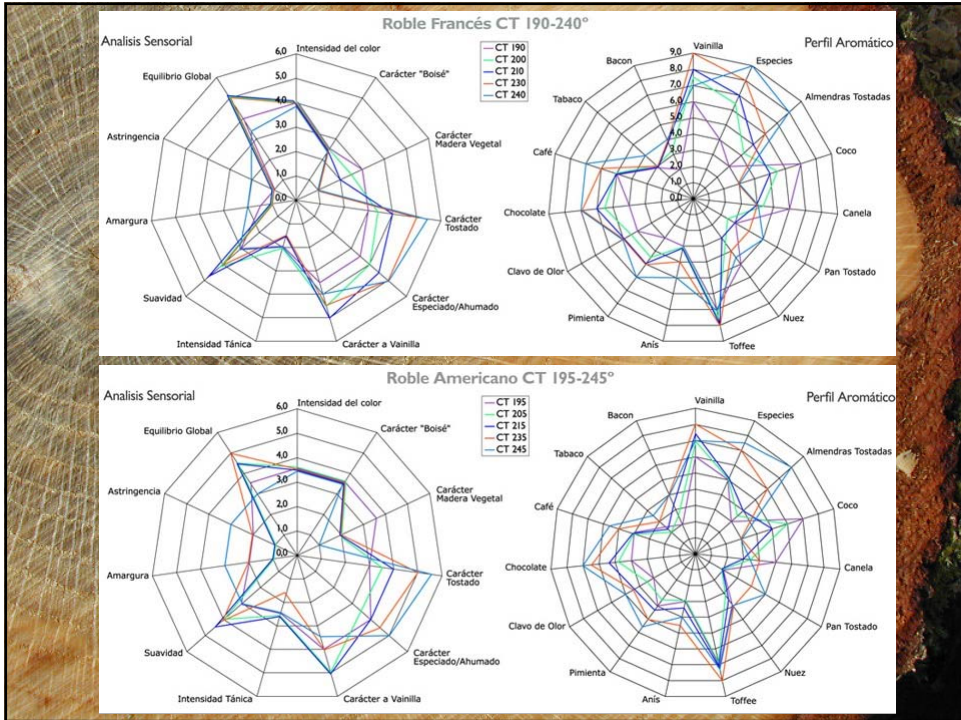 Roble Francés CT 190-240º
Analisis Sensorial
Perfil Aromático
CT 190
CT 200
CT 210
CT 230
CT 240
6,0
5,0
4,0
3,0
2,0
1,0
0,0
Intensidad del color
Carácter "Boisé"
Carácter
Madera Vegetal
Carácter
Tostado
Carácter
Especiado/Ahumado
Carácter a Vainilla
Intensidad Tánica
Suavidad
Amargura
Astringencia
Equilibrio Global
9,0
8,0
7,0
6,0
5,0
4,0
3,0
2,0
1,0
0,0
Vainilla
Especies
Almendras Tostadas
Coco
Canela
Pan Tostado
Nuez
Toffee
Anís
Pimienta
Clavo de Olor
Chocolate
Café
Tabaco
Bacon
Roble Americano CT 195-245º
Analisis Sensorial
Perfil Aromático
CT 195
CT 205
CT 215
CT 235
CT 245
6,0
5,0
4,0
3,0
2,0
1,0
0,0
Intensidad del color
Carácter "Boisé"
Carácter
Madera Vegetal
Carácter
Tostado
Carácter
Especiado/Ahumado
Carácter a Vainilla
Intensidad Tánica
Suavidad
Amargura
Astringencia
Equilibrio Global
Vainilla
Especies
Almendras Tostadas
Coco
Canela
Pan Tostado
Nuez
Toffee
Anís
Pimienta
Clavo de Olor
Chocolate
Café
Tabaco
Bacon